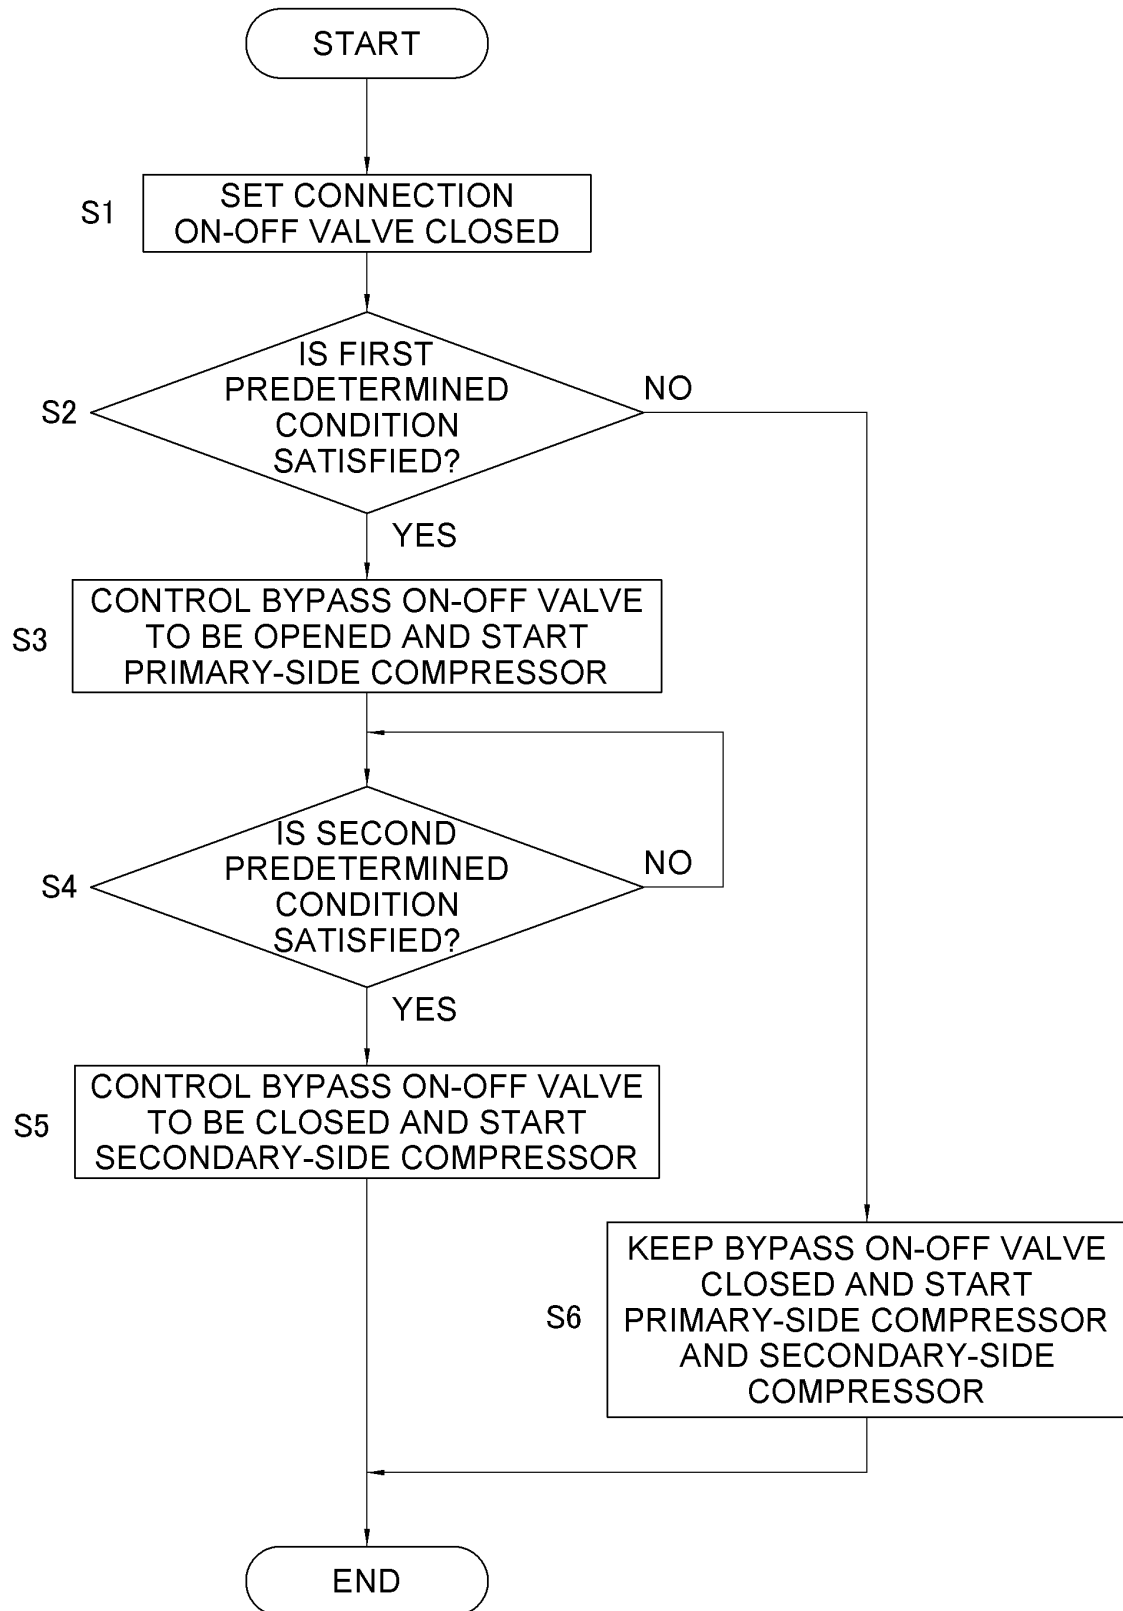 START
S1
SET CONNECTION
ON-OFF VALVE CLOSED
S2
IS FIRST
PREDETERMINED
CONDITION
SATISFIED?
NO
YES
S3
CONTROL BYPASS ON-OFF VALVE
TO BE OPENED AND START
PRIMARY-SIDE COMPRESSOR
S4
IS SECOND
PREDETERMINED
CONDITION
SATISFIED?
NO
YES
S5
CONTROL BYPASS ON-OFF VALVE
TO BE CLOSED AND START
SECONDARY-SIDE COMPRESSOR
S6
KEEP BYPASS ON-OFF VALVE
CLOSED AND START
PRIMARY-SIDE COMPRESSOR
AND SECONDARY-SIDE
COMPRESSOR
END